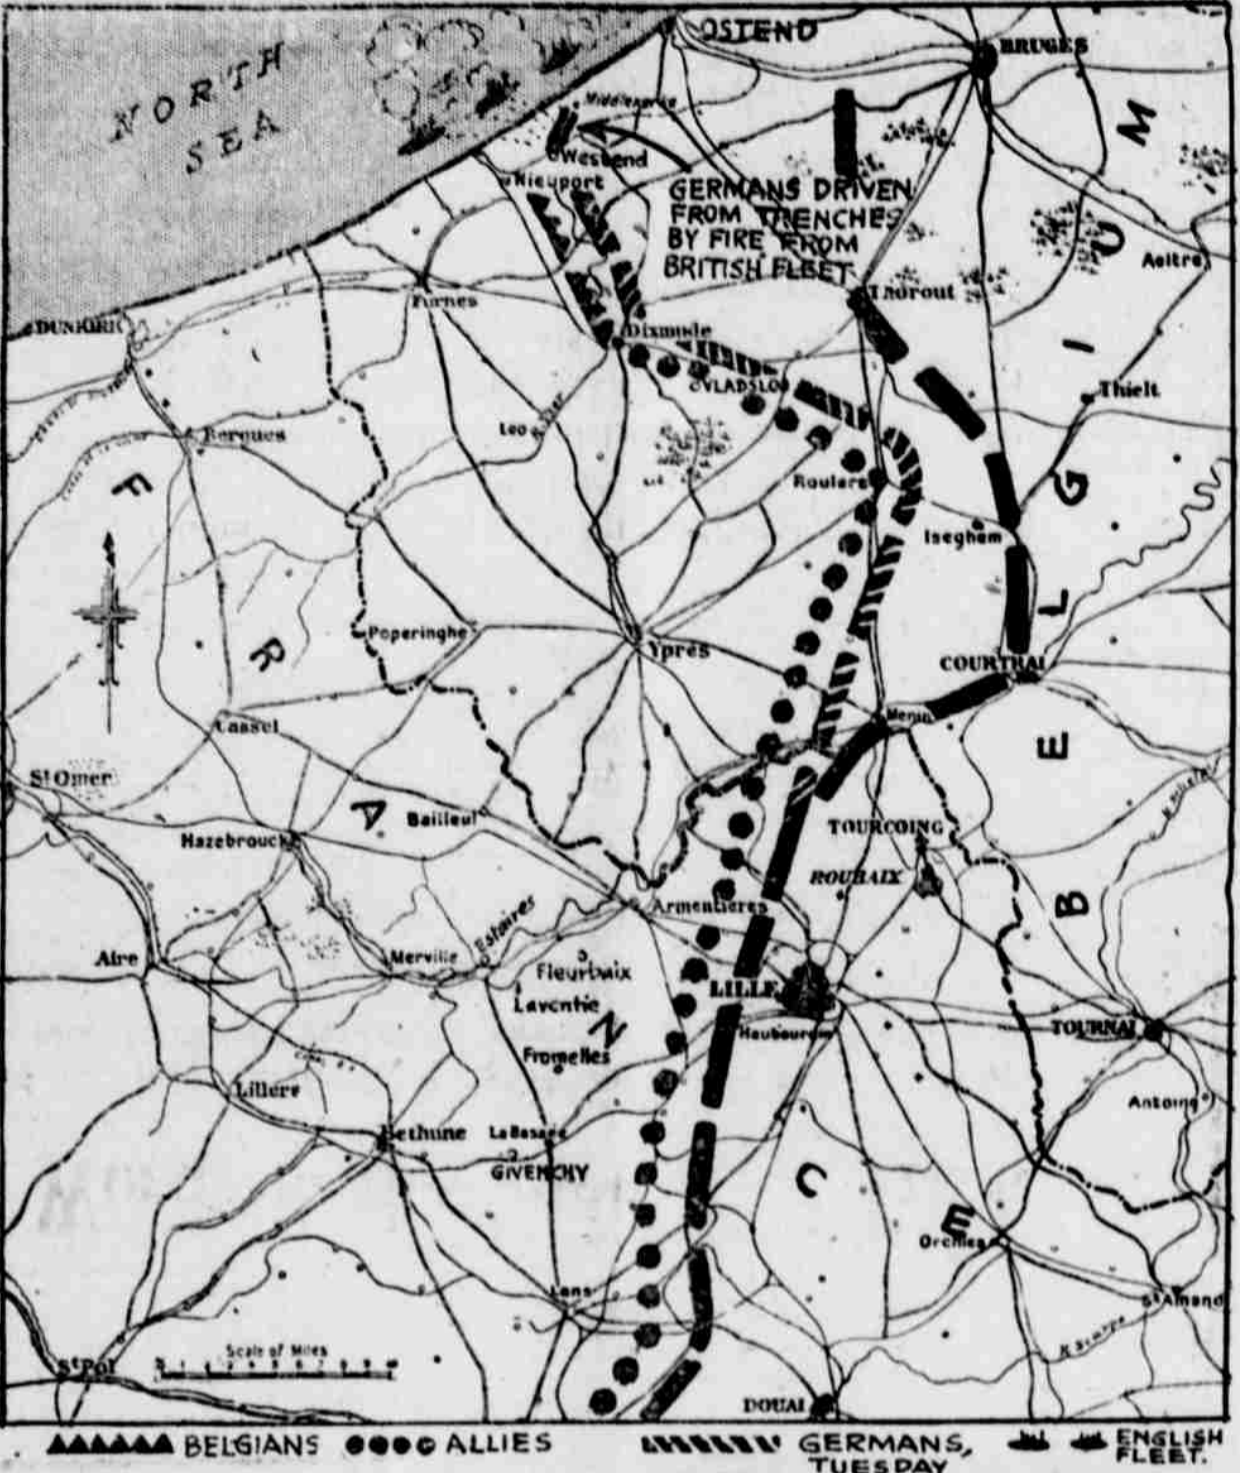 NORTH
SEA
OSTEND
BRUGES
Westend
Nieuport
GERMANS DRIVEN
FROM TRENCHES
BY FIRE FROM
BRITISH FLEET
Aeltre
Thorout
Furnes
DUNKIRK
Dixmude
VLADSLO
Thielt
Bergues
Roulers
Iseghem
Poperinghe
Ypres
COURTRAI
Menin
Cassel
St Omer
Bailleul
Hazebrouck
TOURCOING
ROUBAIX
Armentieres
Estaires
Aire
Merville
Fleurbaix
LILLE
Laventie
TOURNAI
Haubourdin
Fromelles
Lillers
Antoing
Bethune
La Bassee
GIVENCHY
Orchies
Lens
St Amand
R Scarpe
Scale of Miles
St Pol
DOUAI
FRANCE
BELGIUM
BELGIANS
ALLIES
GERMANS,
TUESDAY
ENGLISH
FLEET.